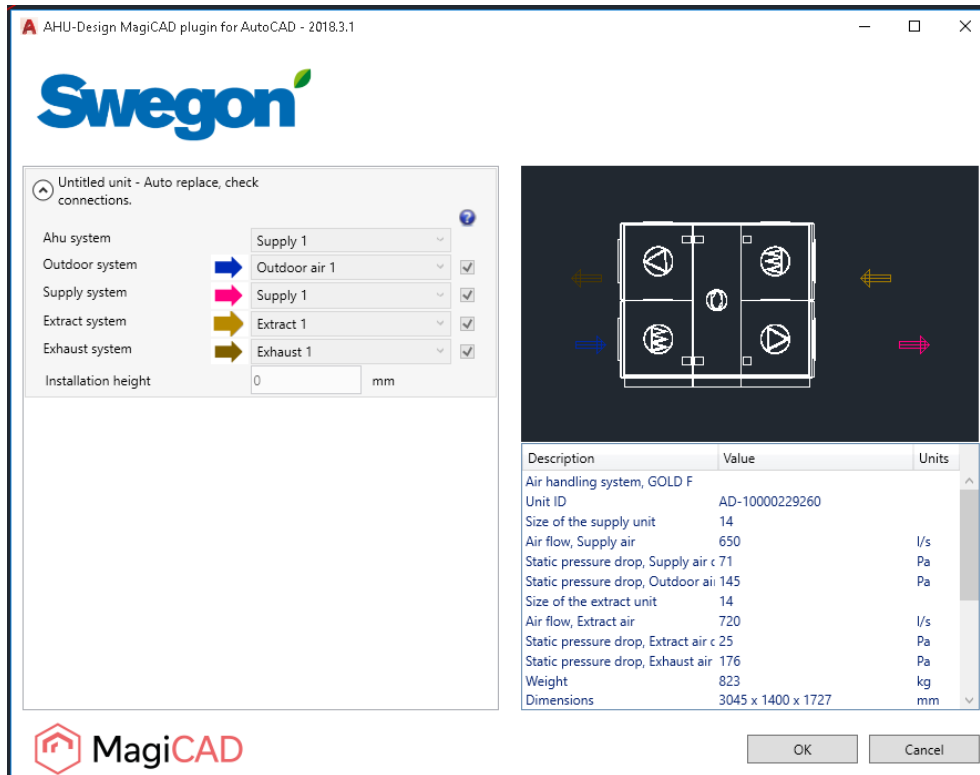 AHU-Design MagiCAD plugin for AutoCAD - 2018.3.1
Swegon
Untitled unit - Auto replace, check
connections.
Ahu system Supply 1
Outdoor system Outdoor air 1
Supply system Supply 1
Extract system Extract 1
Exhaust system Exhaust 1
Installation height 0 mm
Description Value Units
Air handling system, GOLD F
Unit ID AD-10000229260
Size of the supply unit 14
Air flow, Supply air 650 l/s
Static pressure drop, Supply air c 71 Pa
Static pressure drop, Outdoor ai 145 Pa
Size of the extract unit 14
Air flow, Extract air 720 l/s
Static pressure drop, Extract air c 25 Pa
Static pressure drop, Exhaust air 176 Pa
Weight 823 kg
Dimensions 3045 x 1400 x 1727 mm
MagiCAD
OK Cancel